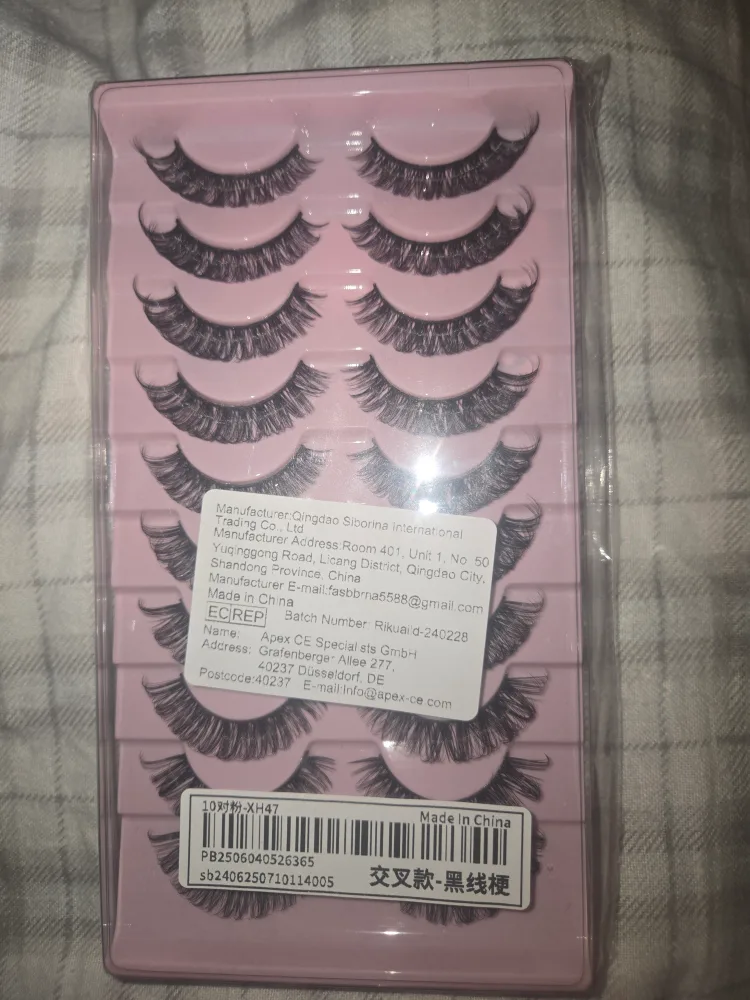 Manufacturer:Qingdao Siborina International
Trading Co., Ltd
Manufacturer Address:Room 401, Unit 1, No. 50
Yuqinggong Road, Licang District, Qingdao City,
Shandong Province, China
Manufacturer E-mail:fasbbrna5588@gmail.com
Made in China
EC REP Batch Number: Rikuaild-240228
Name: Apex CE Specialists GmbH
Address: Grafenberger Allee 277,
40237 Düsseldorf, DE
Postcode:40237 E-mail:Info@apex-ce.com
10对粉-XH47
Made In China
PB2506040526365
sb2406250710114005
交叉款-黑线梗